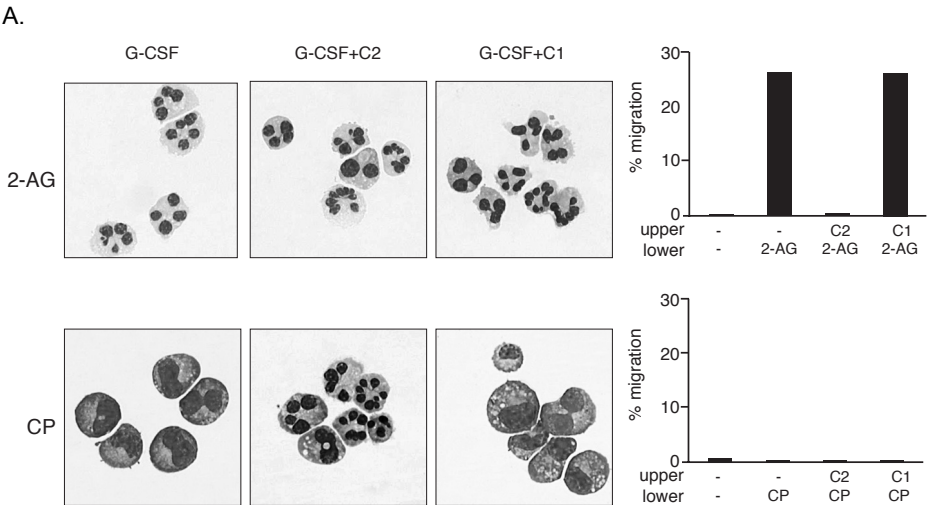 A.
G-CSF G-CSF+C2 G-CSF+C1
2-AG
CP
% migration
30
20
10
0
upper - - C2 C1
lower - 2-AG 2-AG 2-AG
% migration
30
20
10
0
upper - - C2 C1
lower - CP CP CP